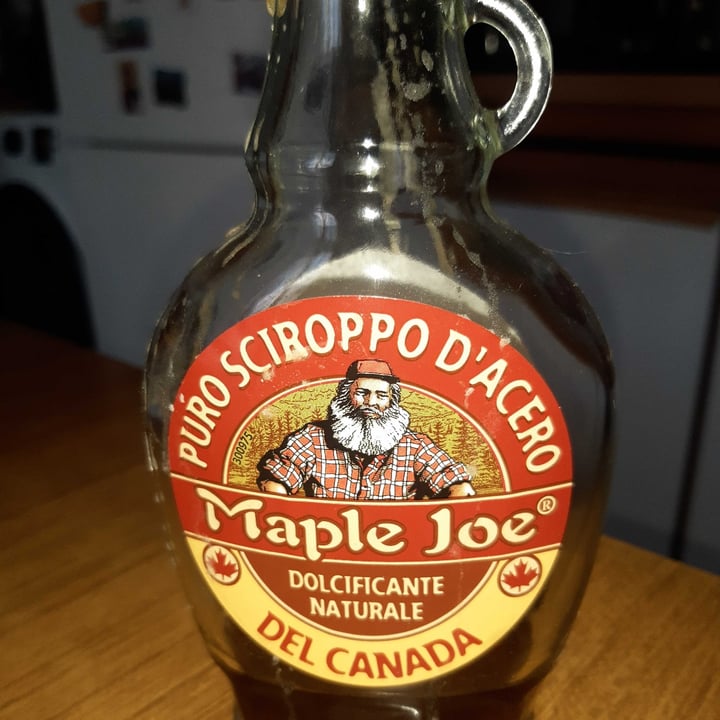 PURO SCIROPPO D'ACERO
Maple Joe®
DOLCIFICANTE
NATURALE
DEL CANADA